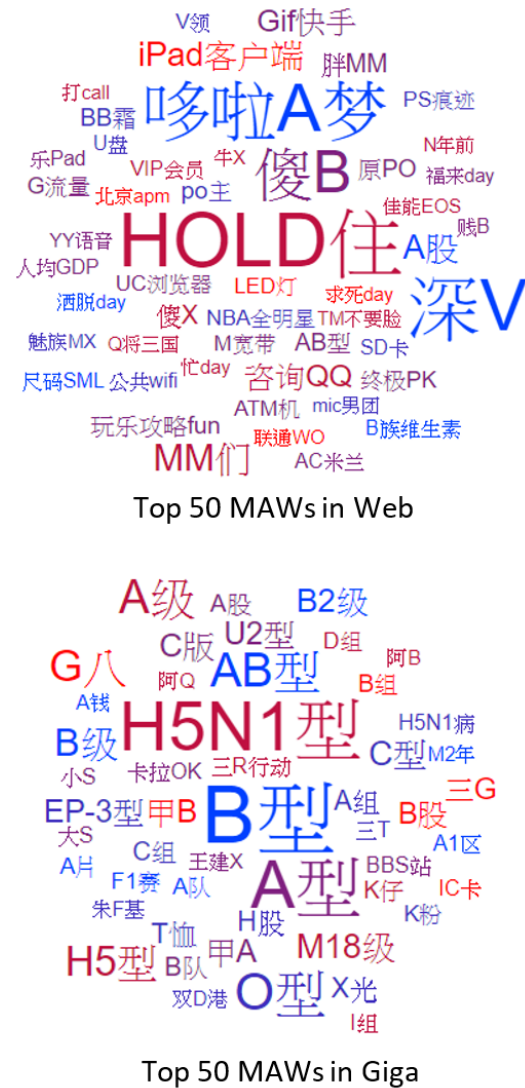 V领 Gif快手
iPad客户端 胖MM
打call 哆啦A梦 PS痕迹
BB霜
U盘 N年前
乐Pad VIP会员 牛X 傻B 原PO 福来day
G流量 北京apm po主 佳能EOS
HOLD住 贱B
YY语音 A股
人均GDP UC浏览器 LED灯 求死day 深V
洒脱day 傻X NBA全明星 TM不要脸
魅族MX Q将三国 M宽带 AB型 SD卡
忙day
尺码SML 公共wifi 咨询QQ 终极PK
ATM机 mic男团
玩乐攻略fun 联通WO B族维生素
MM们 AC米兰
Top 50 MAWs in Web
A级 A股 B2级
C版 U2型 D组
G八 阿Q AB型 阿B
B组
A钱 H5N1型 H5N1病
B级 C型 M2年
小S 卡拉OK 三R行动
EP-3型 甲B B型 A组 B股 三G
大S 三T
C组 A1区
A片 王建X A型 BBS站
F1赛 A队 K仔 IC卡
朱F基 H股 K粉
T恤 甲A M18级
H5型 B队
双D港 O型 X光
I组
Top 50 MAWs in Giga